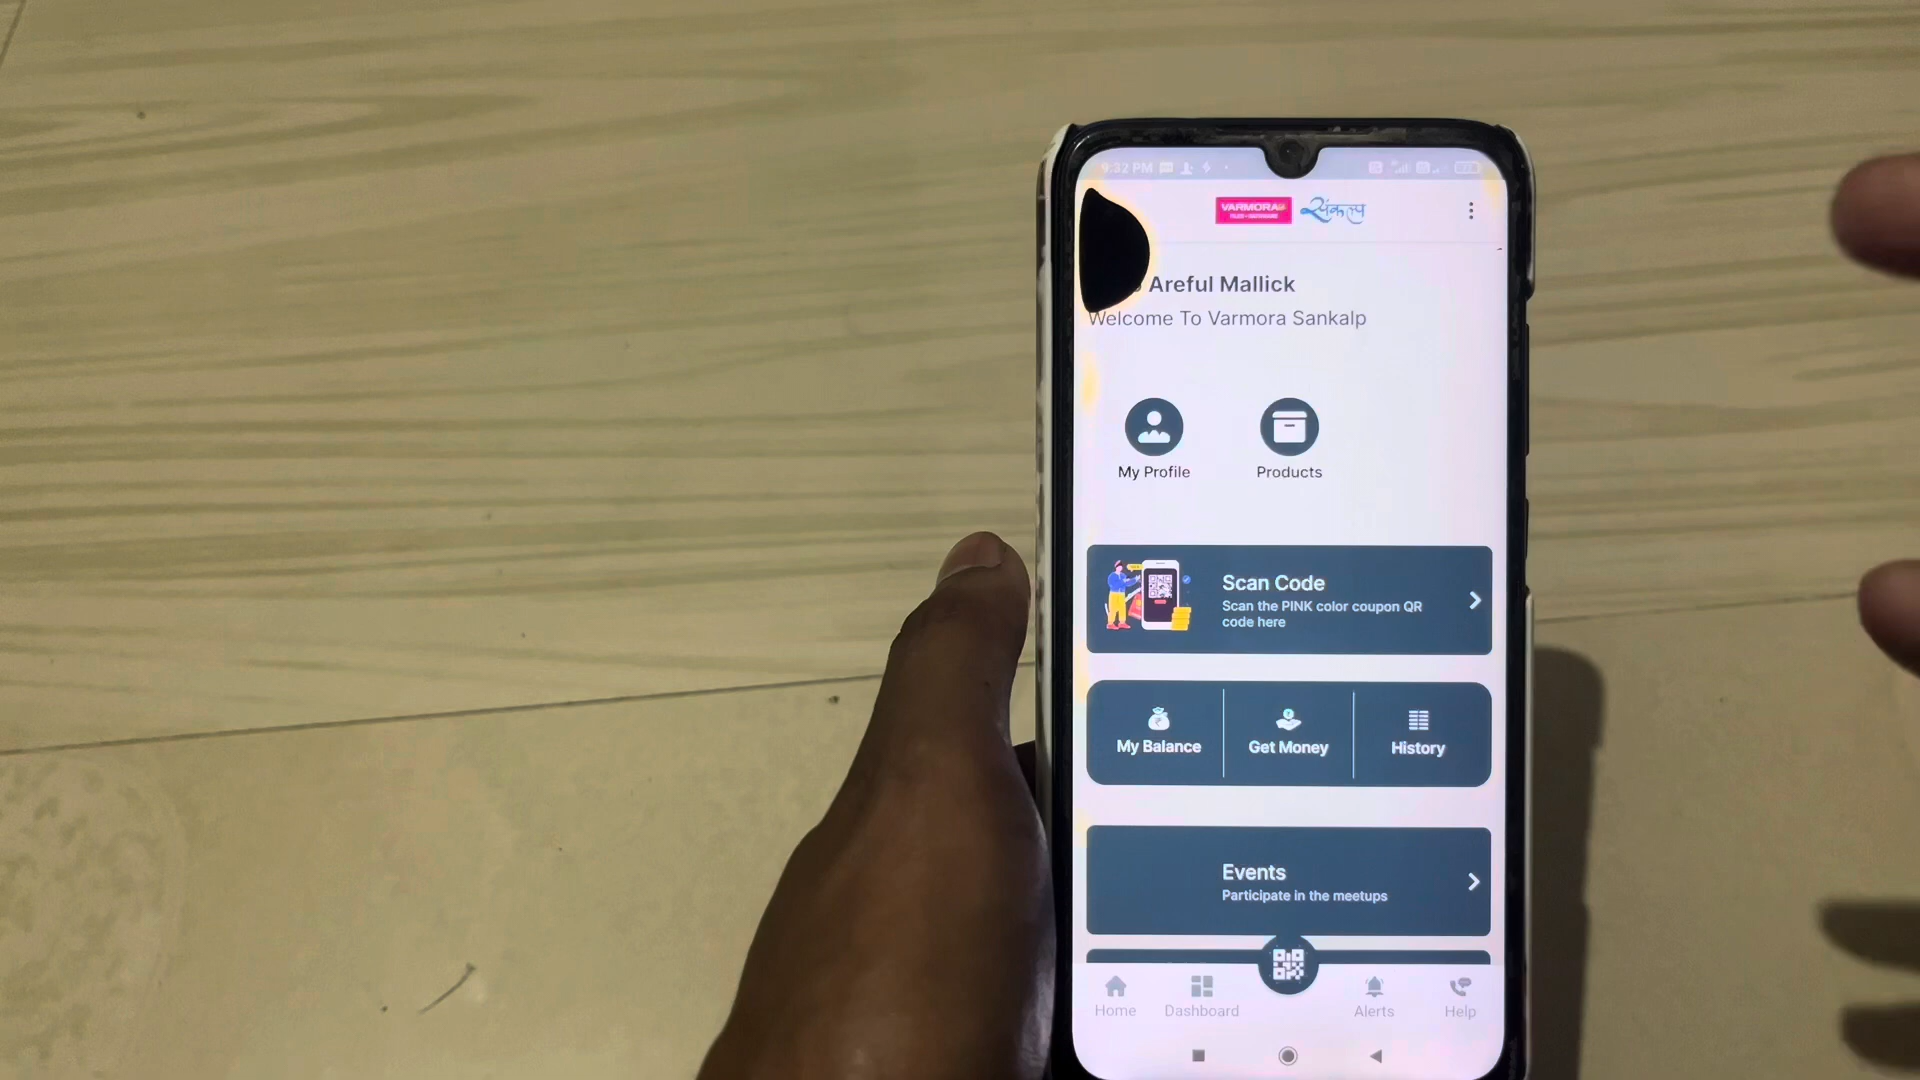 9:32 PM
VARMORA संकल्प
Areful Mallick
Welcome To Varmora Sankalp
My Profile Products
Scan Code
Scan the PINK color coupon QR
code here
My Balance Get Money History
Events
Participate in the meetups
Home Dashboard Alerts Help